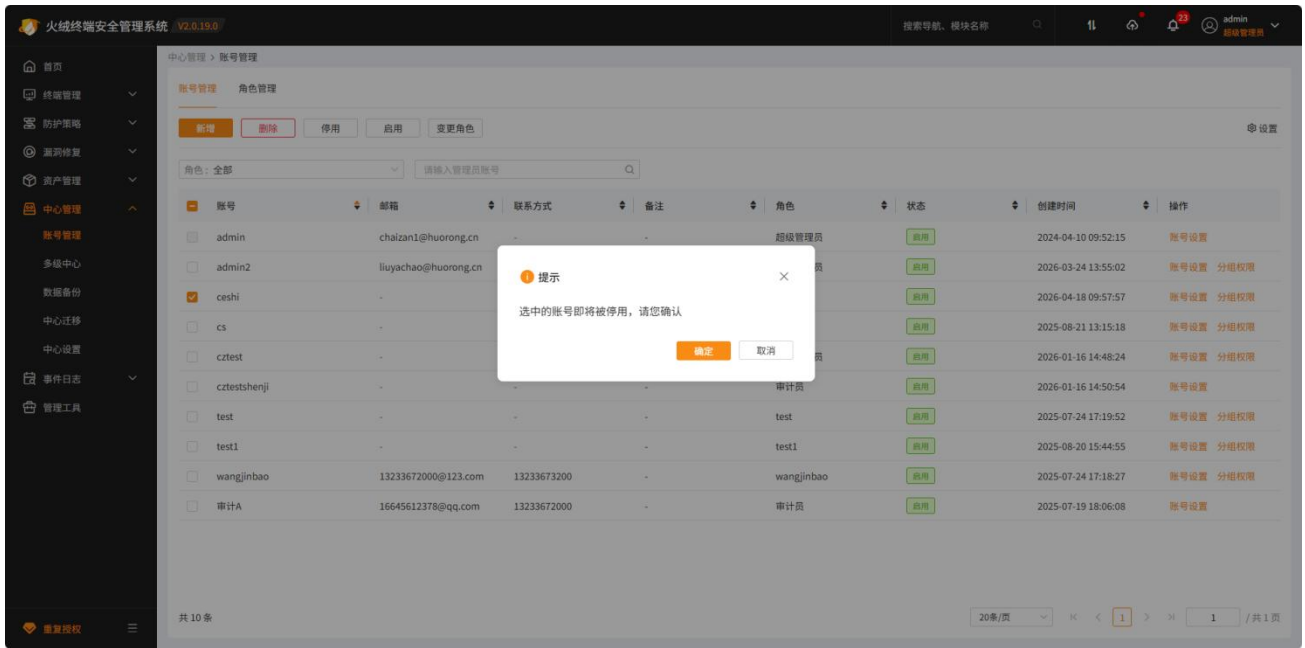 火绒终端安全管理系统 V2.0.19.0 搜索导航、模块名称 23 admin 超级管理员
中心管理 > 账号管理
首页
终端管理
防护策略
漏洞修复
资产管理
中心管理
账号管理
多级中心
数据备份
中心迁移
中心设置
事件日志
管理工具
重复授权
账号管理 角色管理
新增 删除 停用 启用 变更角色 设置
角色: 全部 请输入管理员账号
账号 邮箱 联系方式 备注 角色 状态 创建时间 操作
admin chaizan1@huorong.cn - - 超级管理员 启用 2024-04-10 09:52:15 账号设置
admin2 liuyachao@huorong.cn 员 启用 2026-03-24 13:55:02 账号设置 分组权限
ceshi - 启用 2026-04-18 09:57:57 账号设置 分组权限
cs - 启用 2025-08-21 13:15:18 账号设置 分组权限
cztest - 员 启用 2026-01-16 14:48:24 账号设置 分组权限
cztestshenji - - - 审计员 启用 2026-01-16 14:50:54 账号设置
test - - - test 启用 2025-07-24 17:19:52 账号设置 分组权限
test1 - - - test1 启用 2025-08-20 15:44:55 账号设置 分组权限
wangjinbao 13233672000@123.com 13233673200 - wangjinbao 启用 2025-07-24 17:18:27 账号设置 分组权限
审计A 16645612378@qq.com 13233672000 - 审计员 启用 2025-07-19 18:06:08 账号设置
提示
选中的账号即将被停用，请您确认
确定 取消
共 10 条 20条/页 1 1 / 共 1 页